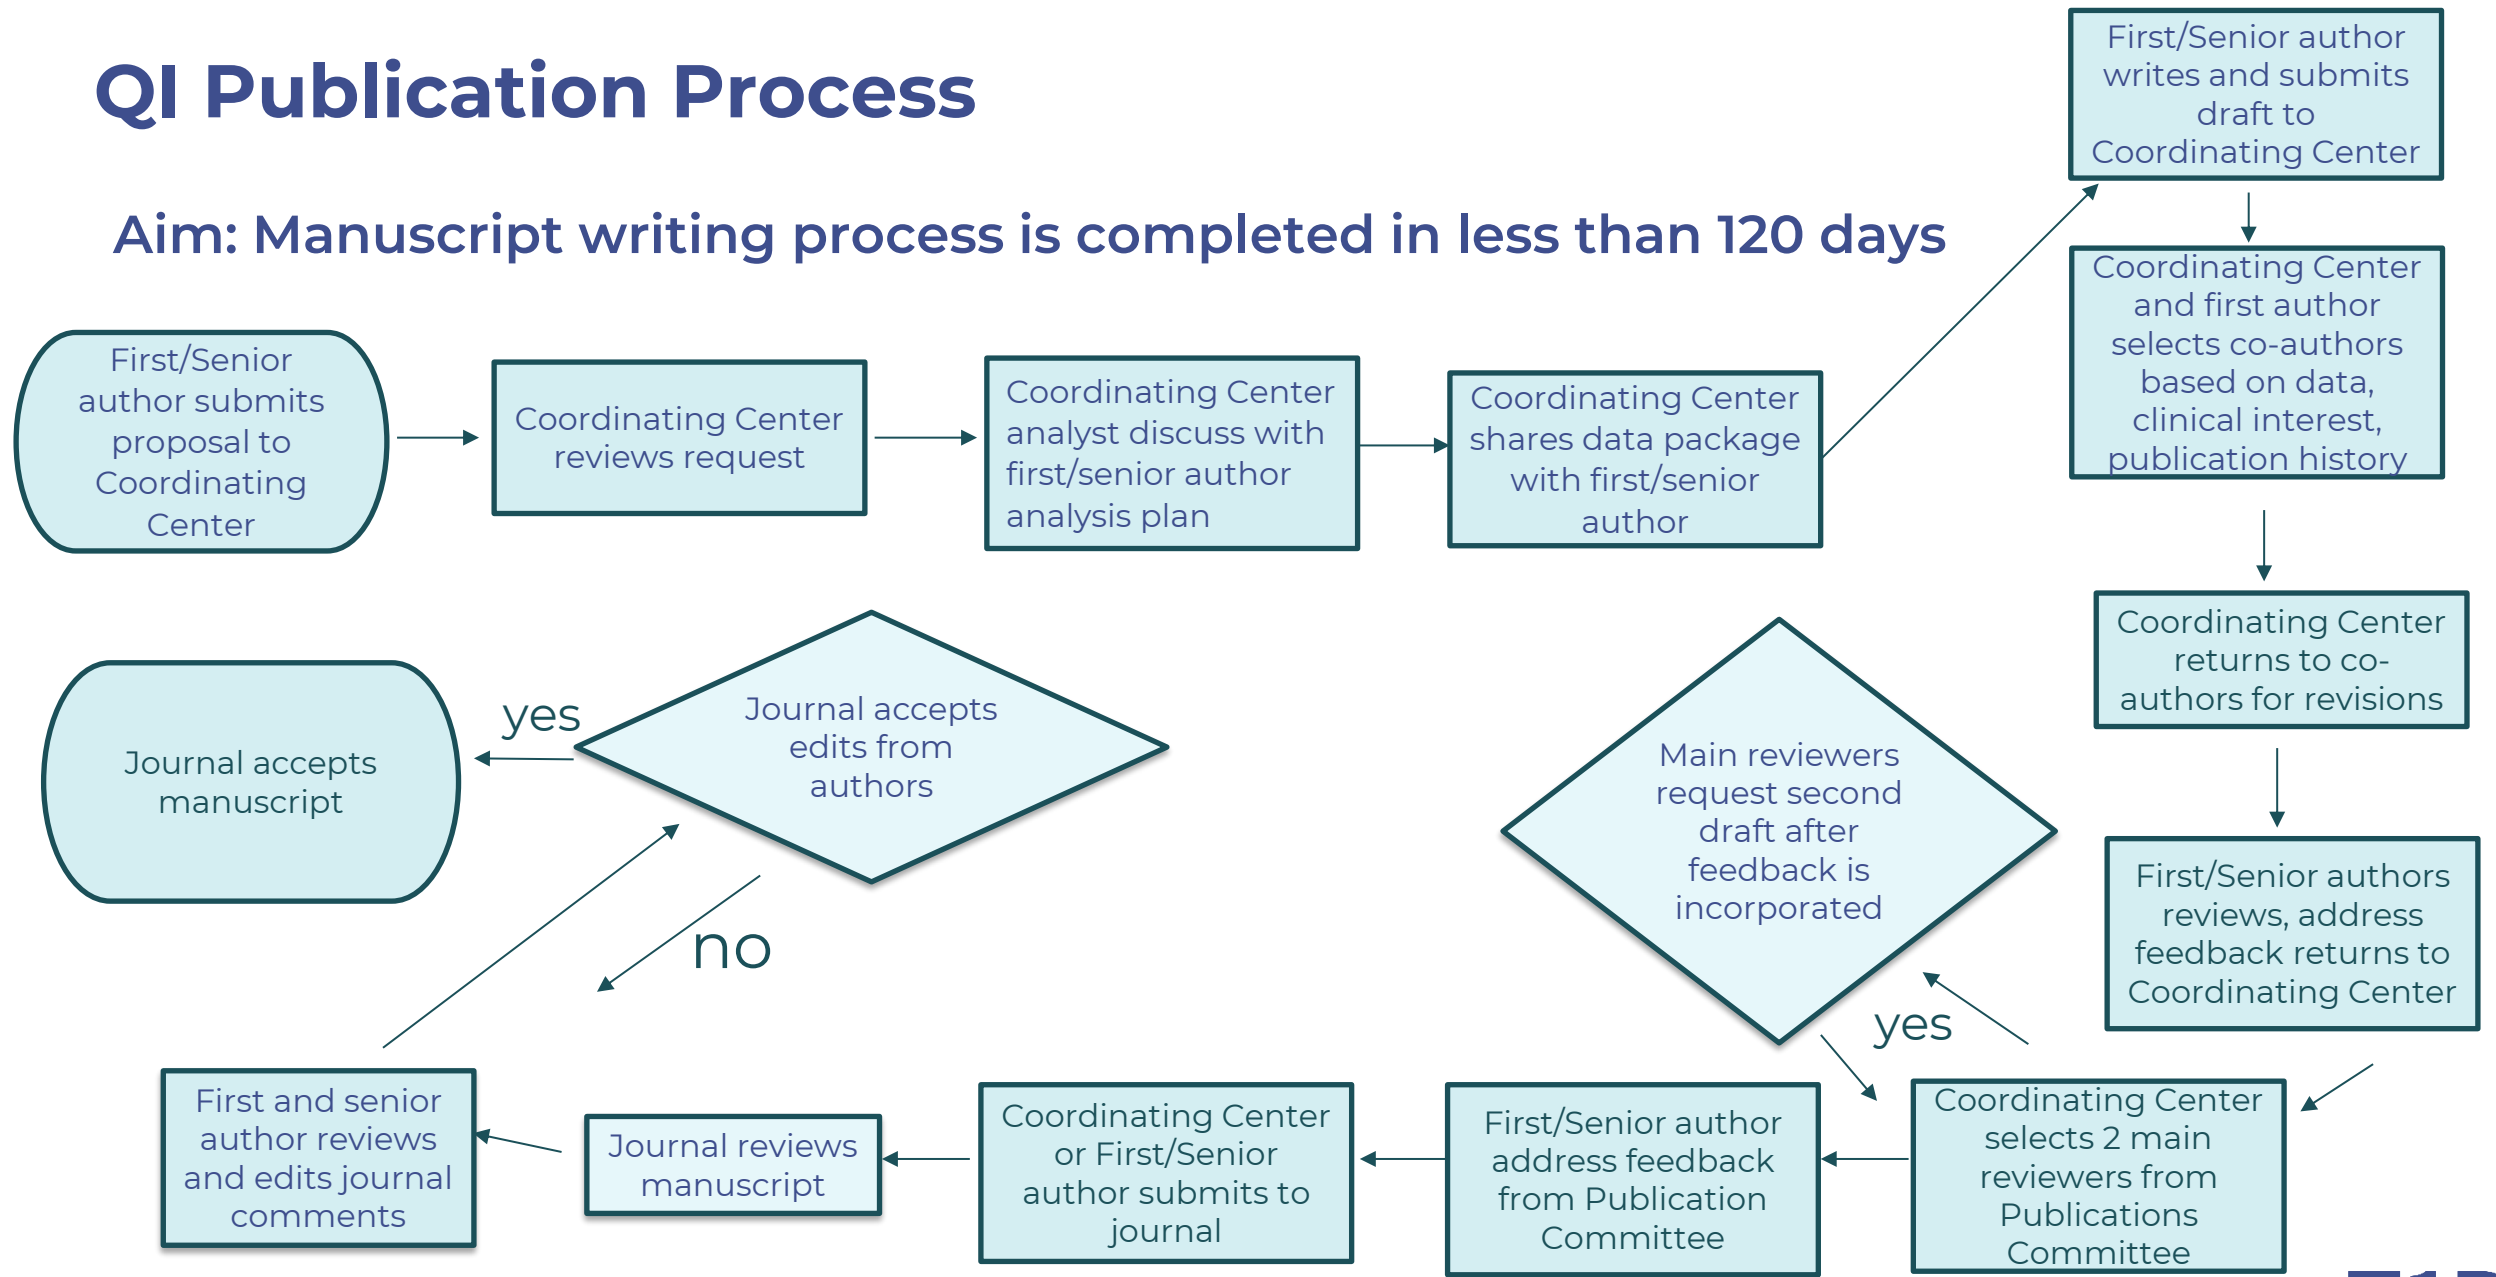 QI Publication Process
Aim: Manuscript writing process is completed in less than 120 days
First/Senior
author submits
proposal to
Coordinating
Center
Coordinating Center
reviews request
Coordinating Center
analyst discuss with
first/senior author
analysis plan
Coordinating Center
shares data package
with first/senior
author
First/Senior author
writes and submits
draft to
Coordinating Center
Coordinating Center
and first author
selects co-authors
based on data,
clinical interest,
publication history
Coordinating Center
returns to co-
authors for revisions
First/Senior authors
reviews, address
feedback returns to
Coordinating Center
Coordinating Center
selects 2 main
reviewers from
Publications
Committee
Main reviewers
request second
draft after
feedback is
incorporated
yes
First/Senior author
address feedback
from Publication
Committee
Coordinating Center
or First/Senior
author submits to
journal
Journal reviews
manuscript
First and senior
author reviews
and edits journal
comments
Journal accepts
edits from
authors
no
yes
Journal accepts
manuscript